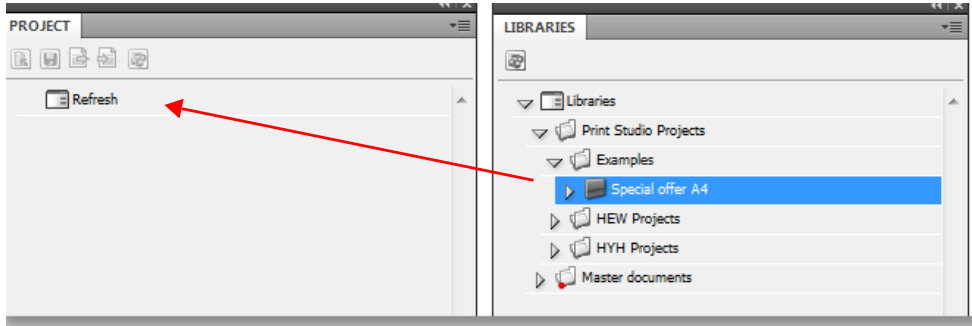 PROJECT
Refresh
LIBRARIES
Libraries
Print Studio Projects
Examples
Special offer A4
HEW Projects
HYH Projects
Master documents